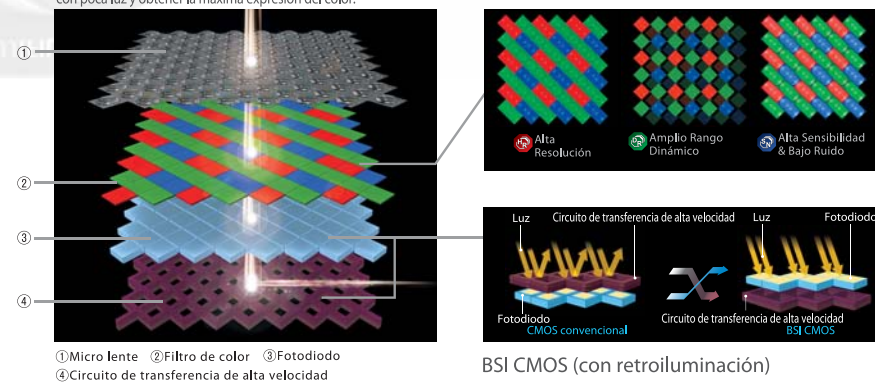 con poca luz y obtener la máxima expresión del color.
①
②
③
④
①Micro lente ②Filtro de color ③Fotodiodo
④Circuito de transferencia de alta velocidad
HR Alta
Resolución
DR Amplio Rango
Dinámico
SN Alta Sensibilidad
& Bajo Ruido
Luz
Circuito de transferencia de alta velocidad
Fotodiodo
CMOS convencional
Luz
Fotodiodo
Circuito de transferencia de alta velocidad
BSI CMOS
BSI CMOS (con retroiluminación)